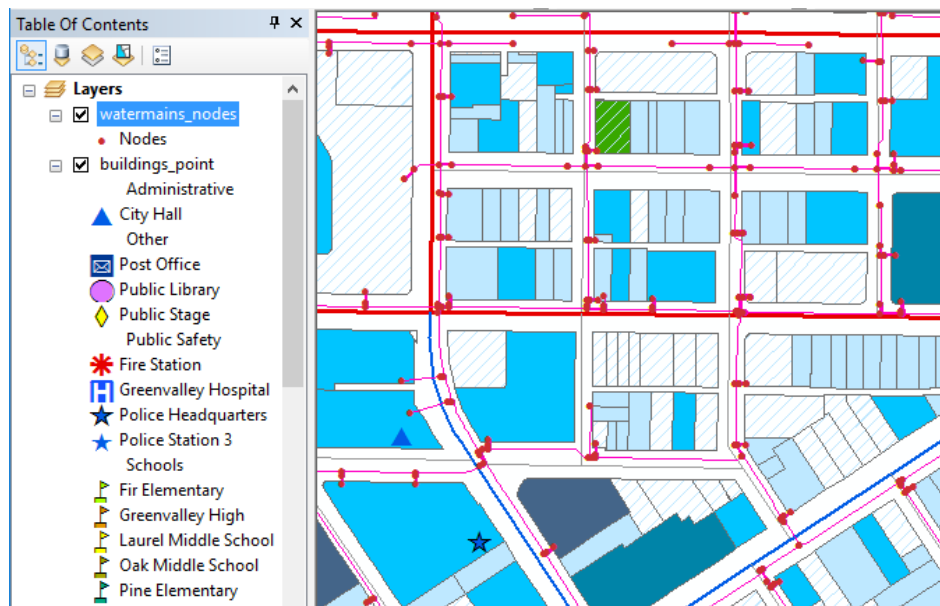 Table Of Contents
Layers
watermains_nodes
Nodes
buildings_point
Administrative
City Hall
Other
Post Office
Public Library
Public Stage
Public Safety
Fire Station
Greenvalley Hospital
Police Headquarters
Police Station 3
Schools
Fir Elementary
Greenvalley High
Laurel Middle School
Oak Middle School
Pine Elementary